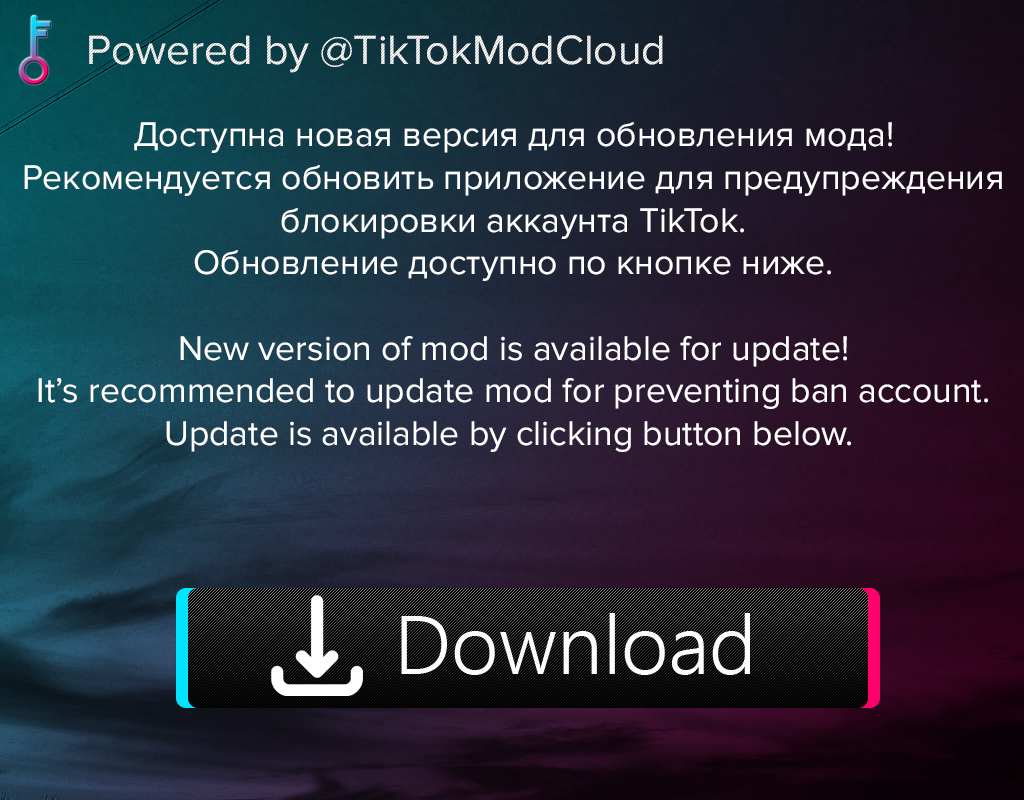 Powered by @TikTokModCloud
Доступна новая версия для обновления мода!
Рекомендуется обновить приложение для предупреждения
блокировки аккаунта TikTok.
Обновление доступно по кнопке ниже.
New version of mod is available for update!
It’s recommended to update mod for preventing ban account.
Update is available by clicking button below.
Download